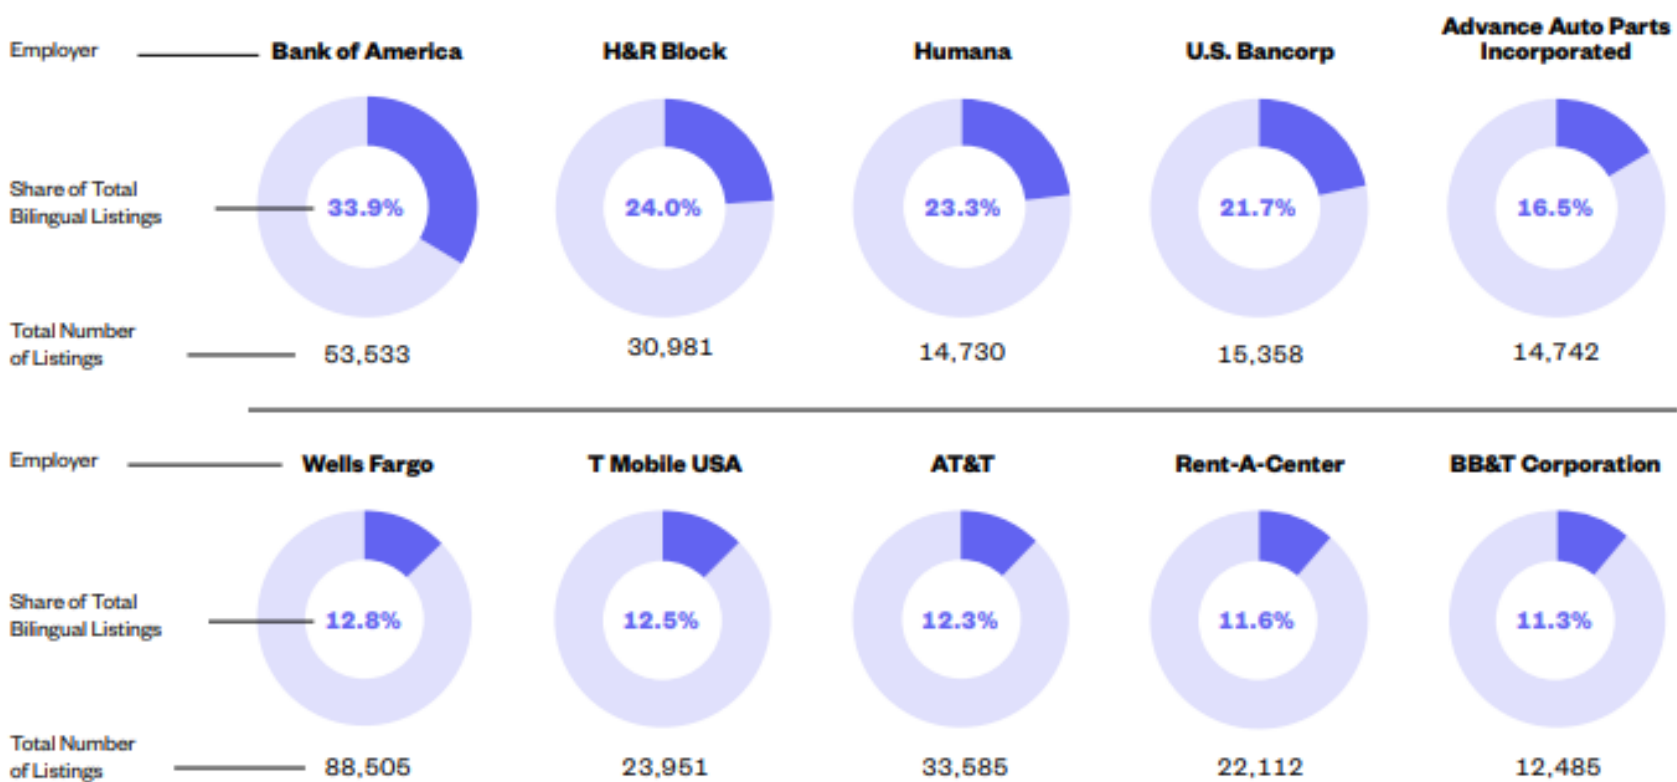 Employer
Bank of America
H&R Block
Humana
U.S. Bancorp
Advance Auto Parts
Incorporated
Share of Total
Bilingual Listings
33.9%
24.0%
23.3%
21.7%
16.5%
Total Number
of Listings
53,533
30,981
14,730
15,358
14,742
Employer
Wells Fargo
T Mobile USA
AT&T
Rent-A-Center
BB&T Corporation
Share of Total
Bilingual Listings
12.8%
12.5%
12.3%
11.6%
11.3%
Total Number
of Listings
88,505
23,951
33,585
22,112
12,485